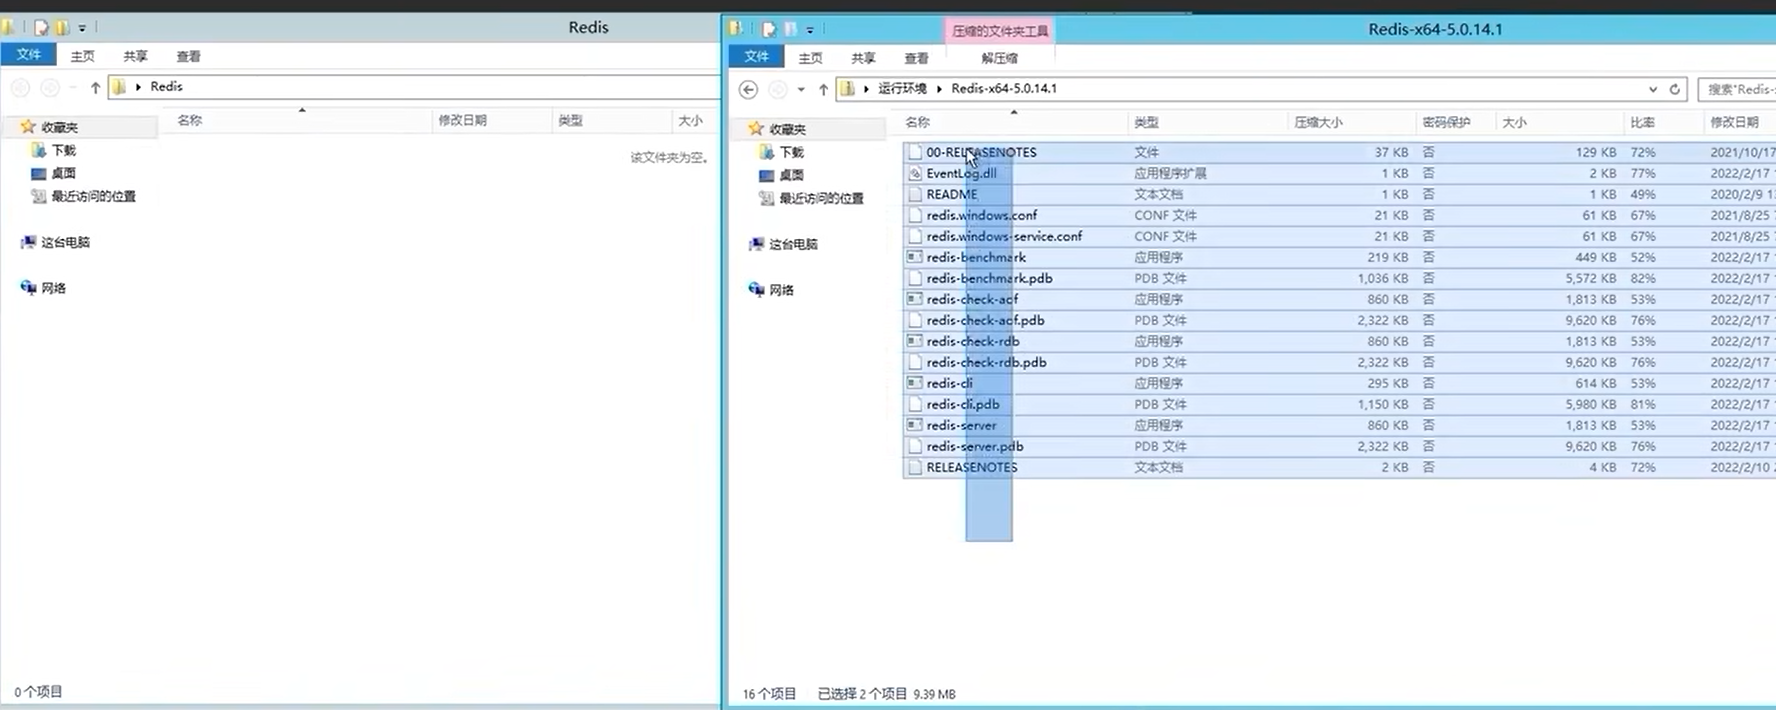 Redis
文件 主页 共享 查看
Redis
名称 修改日期 类型 大小
该文件夹为空。
收藏夹
下载
桌面
最近访问的位置
这台电脑
网络
0 个项目
压缩的文件夹工具 Redis-x64-5.0.14.1
文件 主页 共享 查看 解压缩
运行环境 Redis-x64-5.0.14.1 搜索"Redis-
收藏夹
下载
桌面
最近访问的位置
这台电脑
网络
名称 类型 压缩大小 密码保护 大小 比率 修改日期
00-RELEASENOTES 文件 37 KB 否 129 KB 72% 2021/10/17
EventLog.dll 应用程序扩展 1 KB 否 2 KB 77% 2022/2/17
README 文本文档 1 KB 否 1 KB 49% 2020/2/9
redis.windows.conf CONF 文件 21 KB 否 61 KB 67% 2021/8/25
redis.windows-service.conf CONF 文件 21 KB 否 61 KB 67% 2021/8/25
redis-benchmark 应用程序 219 KB 否 449 KB 52% 2022/2/17
redis-benchmark.pdb PDB 文件 1,036 KB 否 5,572 KB 82% 2022/2/17
redis-check-aof 应用程序 860 KB 否 1,813 KB 53% 2022/2/17
redis-check-aof.pdb PDB 文件 2,322 KB 否 9,620 KB 76% 2022/2/17
redis-check-rdb 应用程序 860 KB 否 1,813 KB 53% 2022/2/17
redis-check-rdb.pdb PDB 文件 2,322 KB 否 9,620 KB 76% 2022/2/17
redis-cli 应用程序 295 KB 否 614 KB 53% 2022/2/17
redis-cli.pdb PDB 文件 1,150 KB 否 5,980 KB 81% 2022/2/17
redis-server 应用程序 860 KB 否 1,813 KB 53% 2022/2/17
redis-server.pdb PDB 文件 2,322 KB 否 9,620 KB 76% 2022/2/17
RELEASENOTES 文本文档 2 KB 否 4 KB 72% 2022/2/10
16 个项目 已选择 2 个项目 9.39 MB